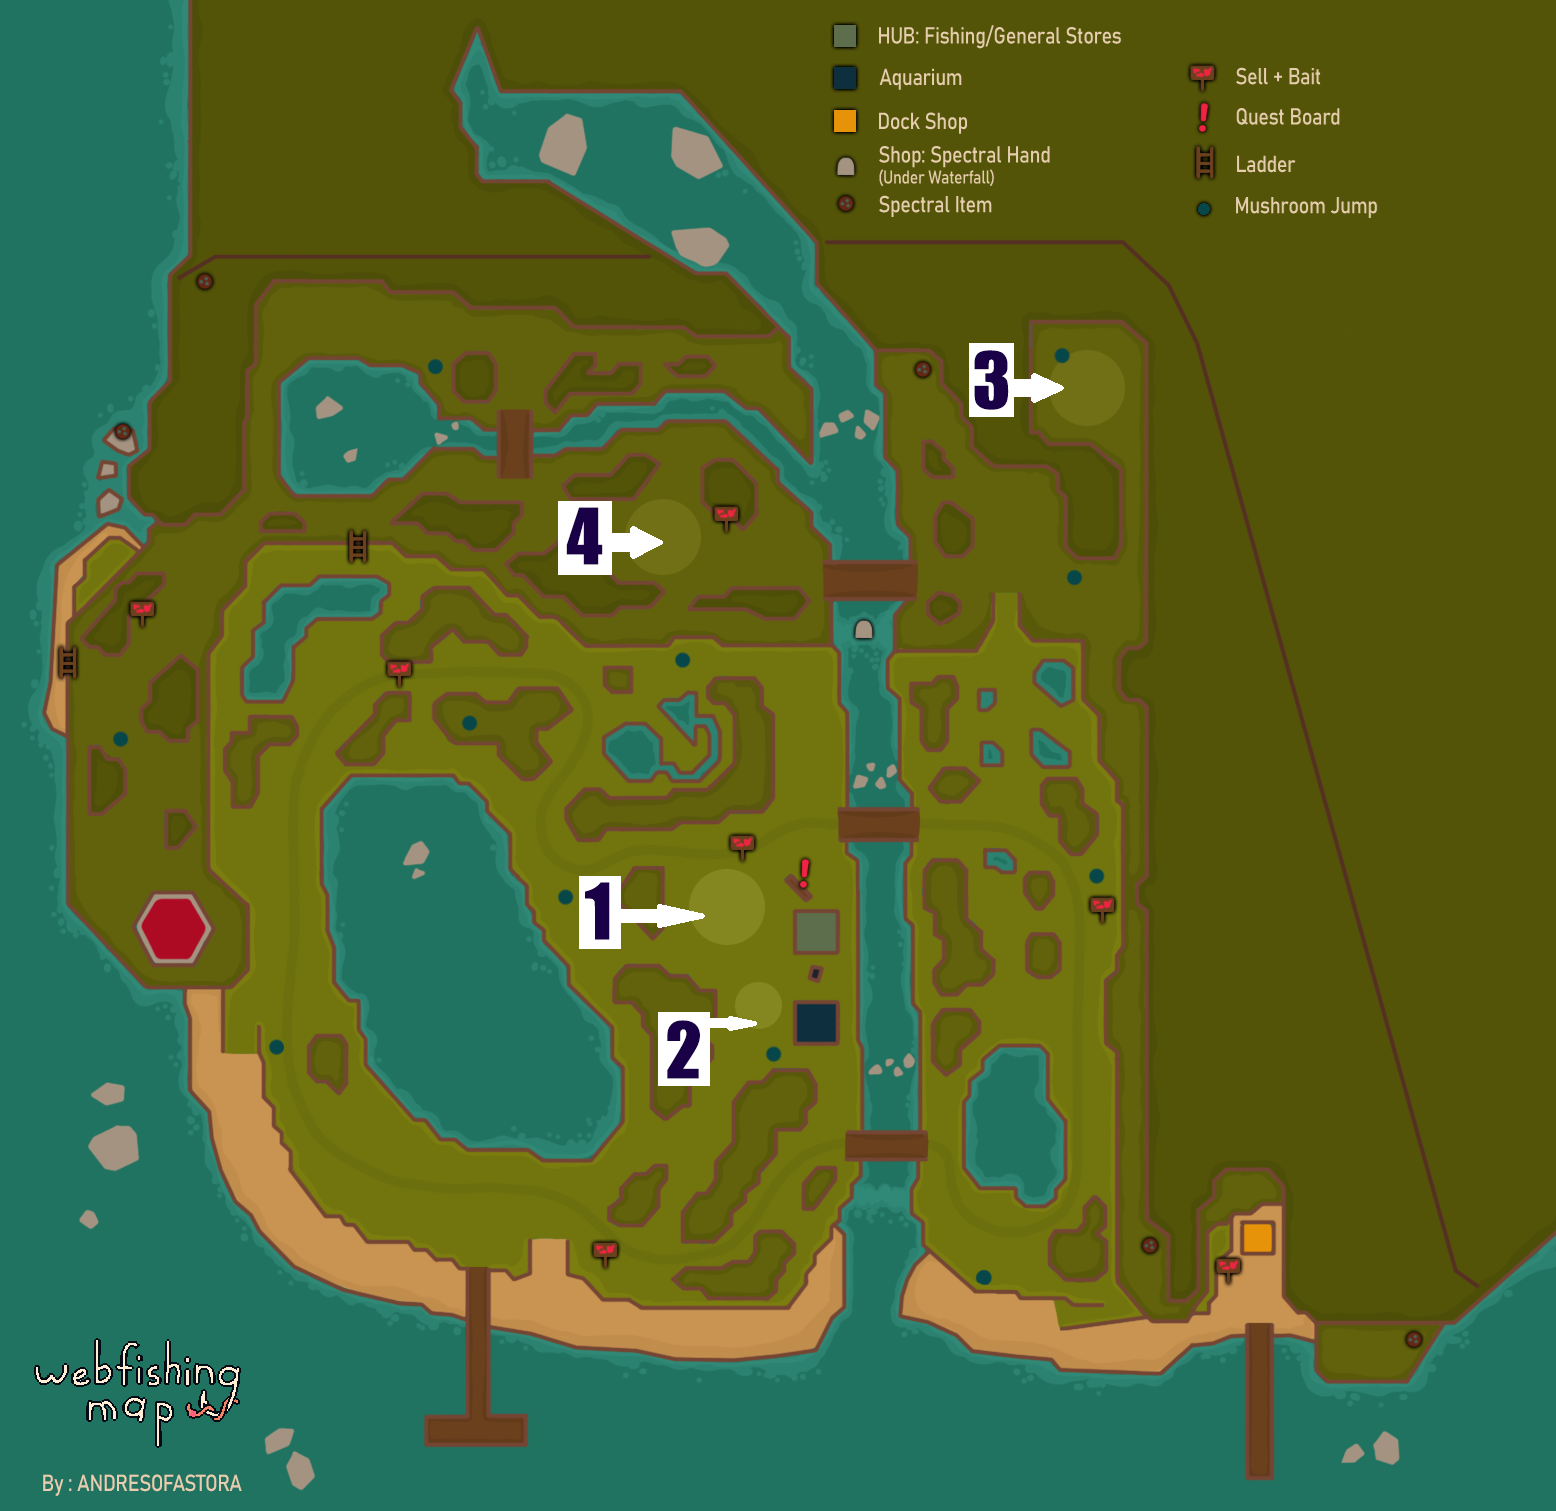 HUB: Fishing/General Stores
Aquarium
Dock Shop
Shop: Spectral Hand
(Under Waterfall)
Spectral Item
Sell + Bait
Quest Board
Ladder
Mushroom Jump
3
4
1
2
webfishing
map
By : ANDRESOFASTORA